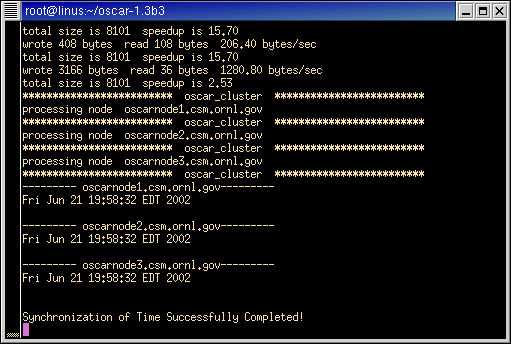 root@linus:~/oscar-1.3b3
total size is 8101  speedup is 15.70
wrote 408 bytes  read 108 bytes  206.40 bytes/sec
total size is 8101  speedup is 15.70
wrote 3166 bytes  read 36 bytes  1280.80 bytes/sec
total size is 8101  speedup is 2.53
*************************  oscar_cluster  *************************
processing node  oscarnode1.csm.ornl.gov
*************************  oscar_cluster  *************************
processing node  oscarnode2.csm.ornl.gov
*************************  oscar_cluster  *************************
processing node  oscarnode3.csm.ornl.gov
*************************  oscar_cluster  *************************
--------- oscarnode1.csm.ornl.gov---------
Fri Jun 21 19:58:32 EDT 2002
--------- oscarnode2.csm.ornl.gov---------
Fri Jun 21 19:58:32 EDT 2002
--------- oscarnode3.csm.ornl.gov---------
Fri Jun 21 19:58:32 EDT 2002
Synchronization of Time Successfully Completed!